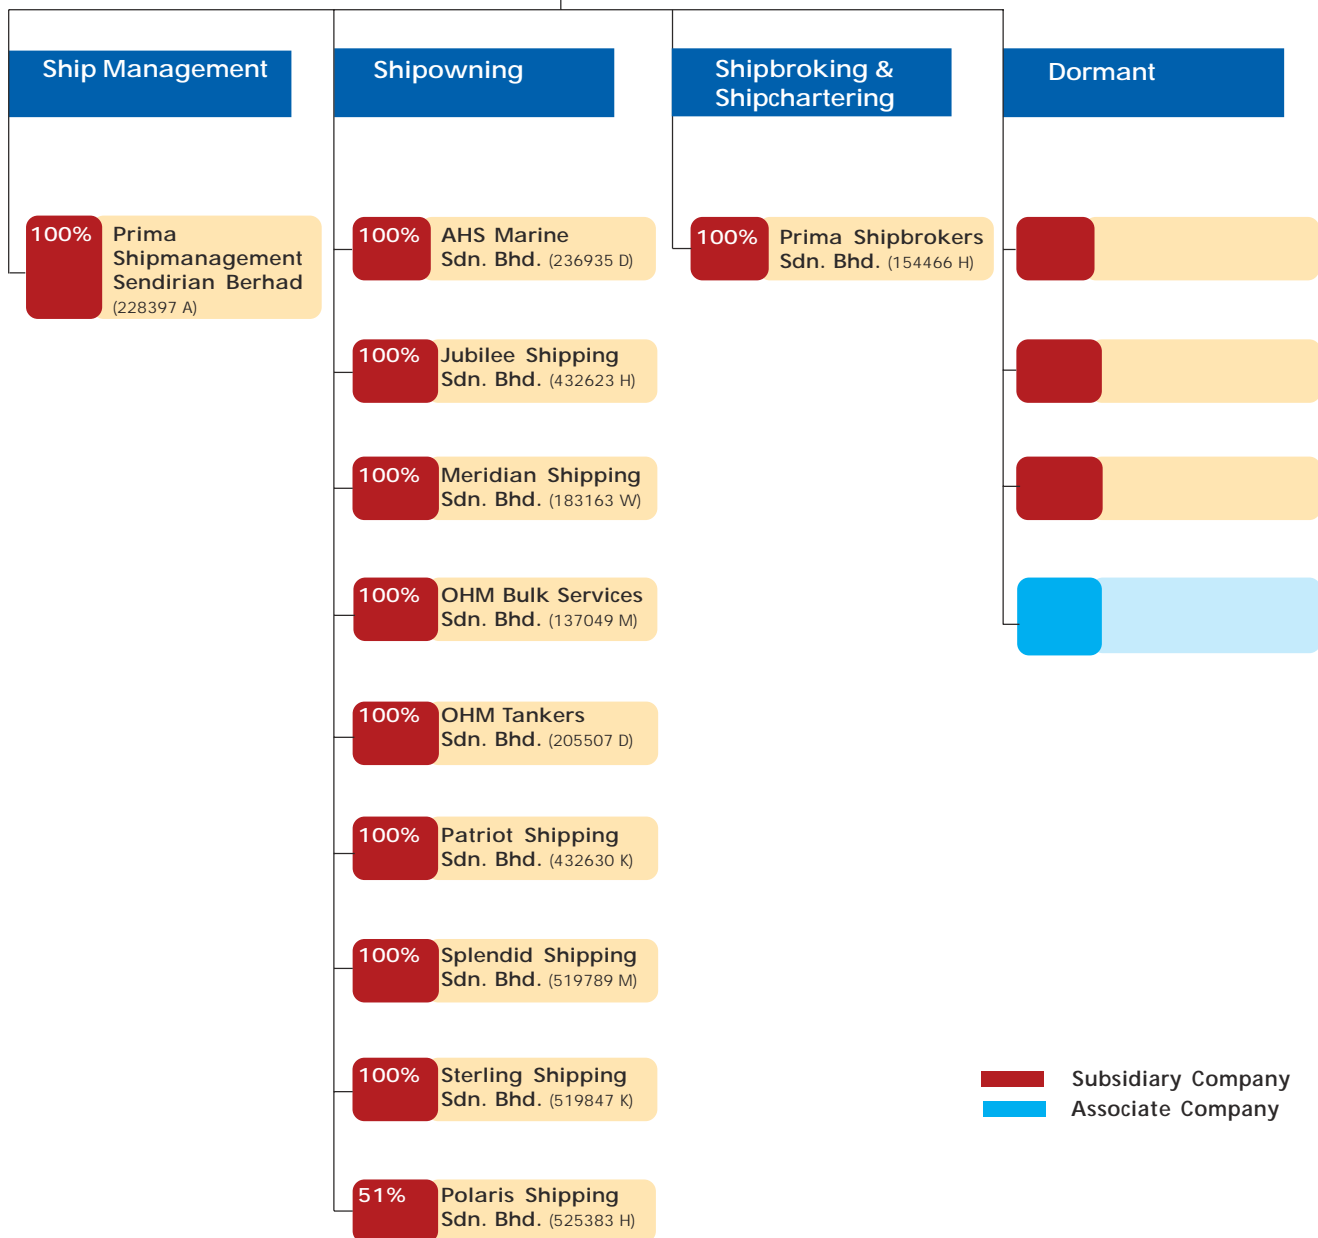 Ship Management
Shipowning
Shipbroking &
Shipchartering
Dormant
100%
Prima
Shipmanagement
Sendirian Berhad
(228397 A)
100%
AHS Marine
Sdn. Bhd. (236935 D)
100%
Jubilee Shipping
Sdn. Bhd. (432623 H)
100%
Meridian Shipping
Sdn. Bhd. (183163 W)
100%
OHM Bulk Services
Sdn. Bhd. (137049 M)
100%
OHM Tankers
Sdn. Bhd. (205507 D)
100%
Patriot Shipping
Sdn. Bhd. (432630 K)
100%
Splendid Shipping
Sdn. Bhd. (519789 M)
100%
Sterling Shipping
Sdn. Bhd. (519847 K)
51%
Polaris Shipping
Sdn. Bhd. (525383 H)
100%
Prima Shipbrokers
Sdn. Bhd. (154466 H)
Subsidiary Company
Associate Company